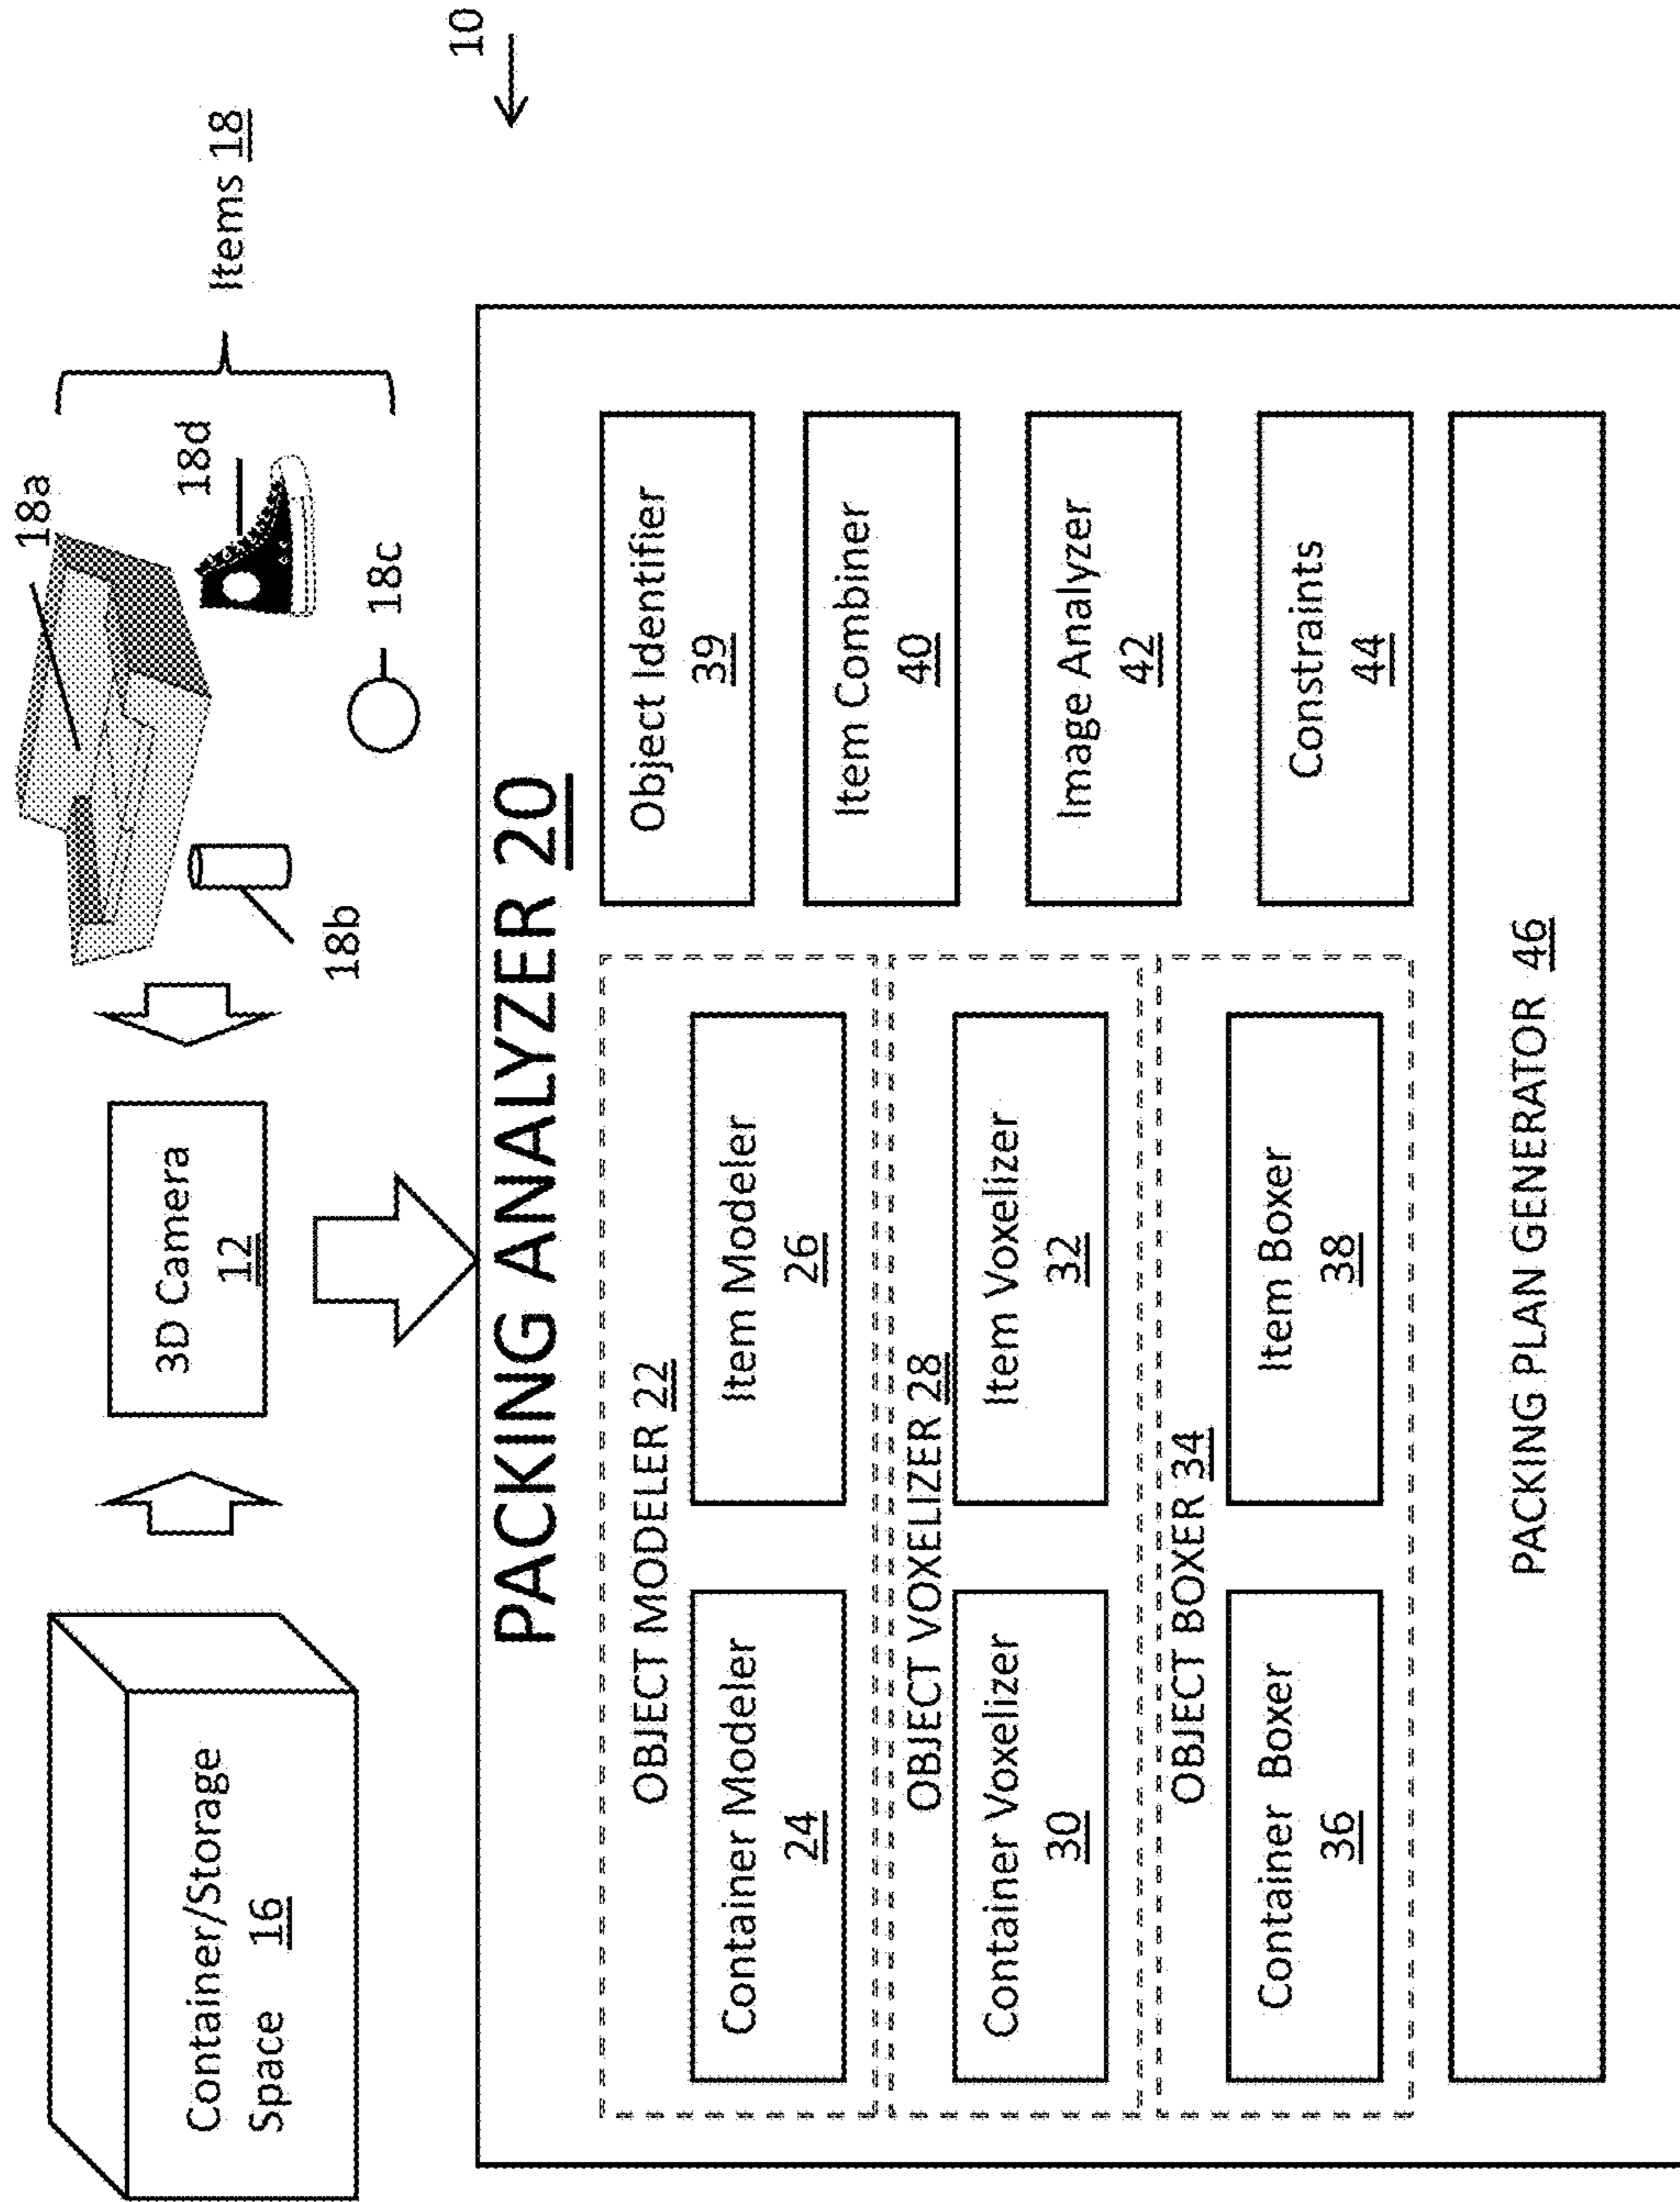 10
Container/Storage
Space 16
3D Camera
12
18a
18b
18c
18d
Items 18
PACKING ANALYZER 20
OBJECT MODELER 22
Container Modeler
24
Item Modeler
26
OBJECT VOXELIZER 28
Container Voxelizer
30
Item Voxelizer
32
OBJECT BOXER 34
Container Boxer
36
Item Boxer
38
Object Identifier
39
Item Combiner
40
Image Analyzer
42
Constraints
44
PACKING PLAN GENERATOR 46